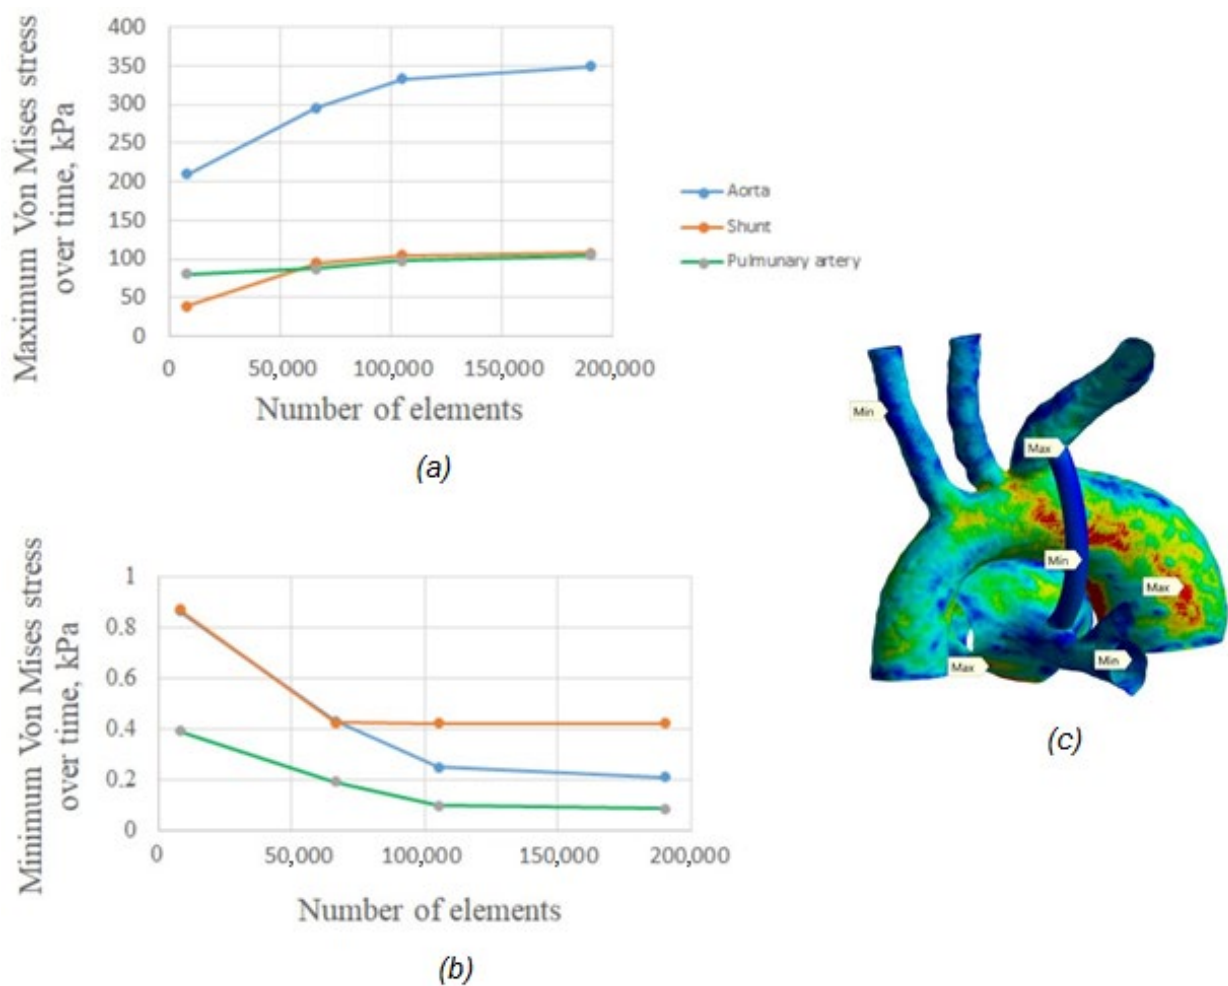 400
350
300
250
200
150
100
50
0
Maximum Von Mises stress
over time, kPa
0 50,000 100,000 150,000 200,000
Number of elements
(a)
Aorta
Shunt
Pulmunary artery
1
0.8
0.6
0.4
0.2
0
Minimum Von Mises stress
over time, kPa
0 50,000 100,000 150,000 200,000
Number of elements
(b)
Min
Max
Min
Max
Max
Min
(c)